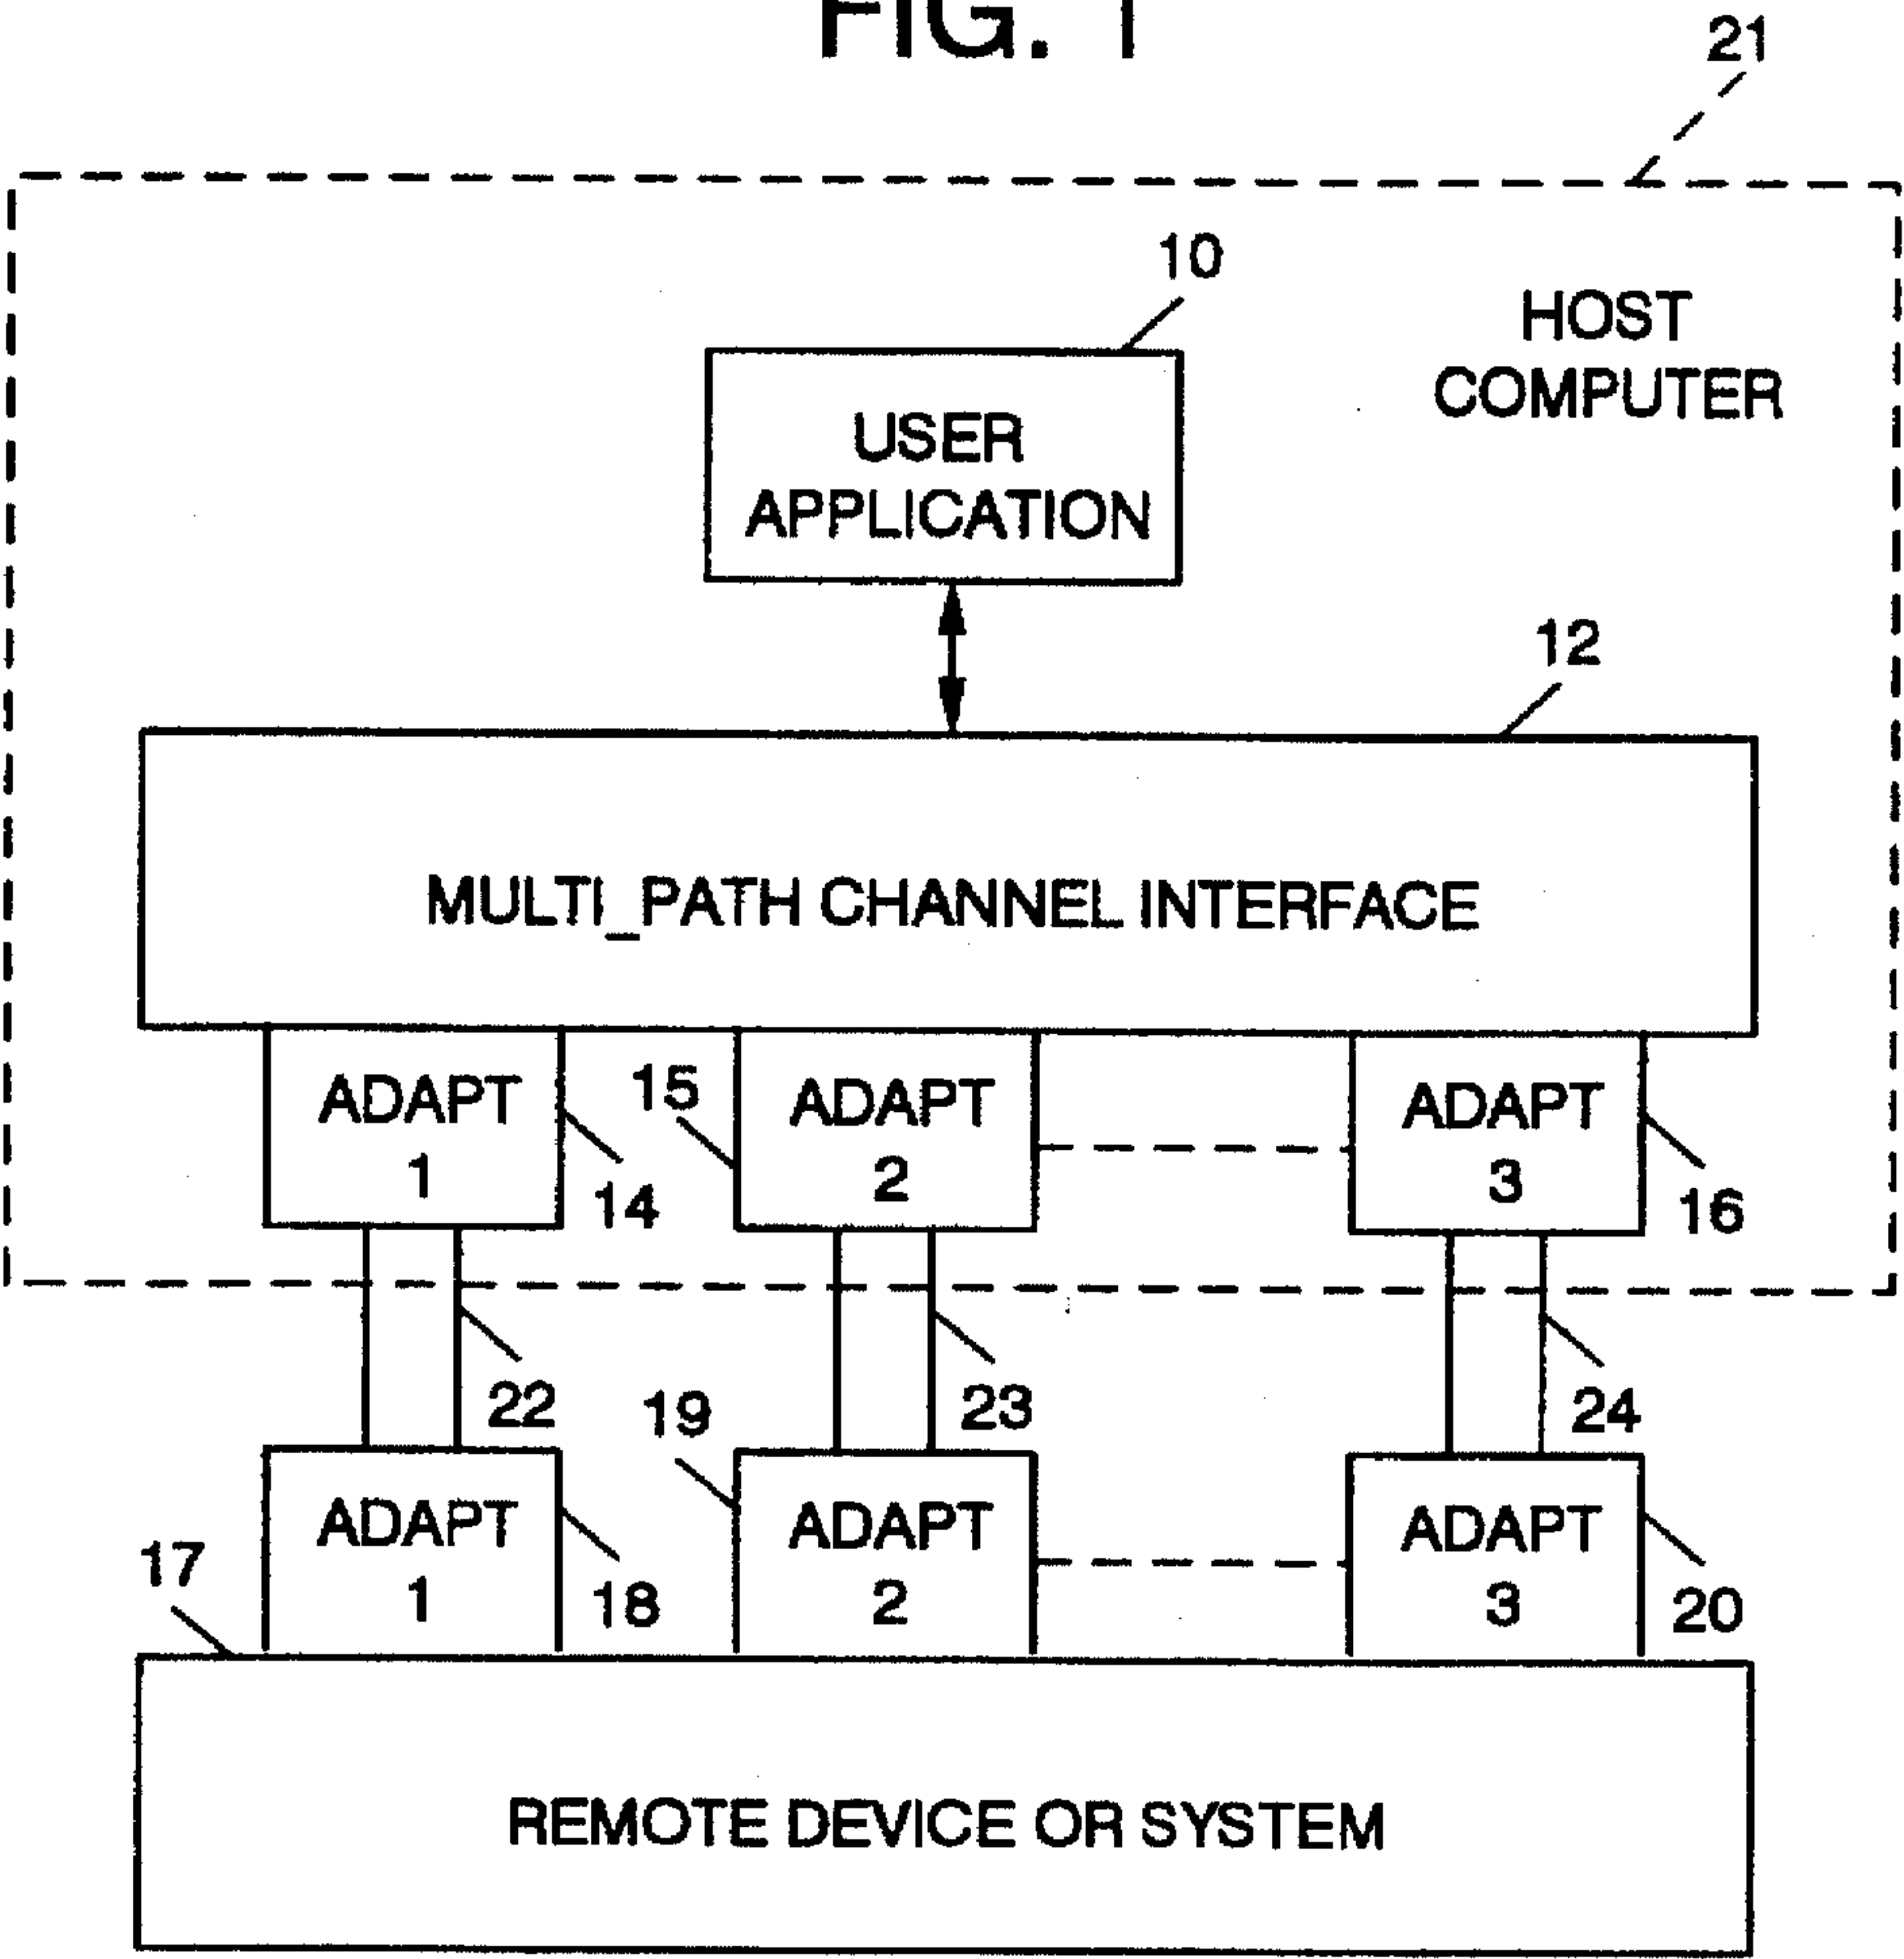 FIG. 1
21
10
HOST
COMPUTER
USER
APPLICATION
12
MULTI_PATH CHANNEL INTERFACE
ADAPT
1
14
15
ADAPT
2
ADAPT
3
16
22
23
24
17
ADAPT
1
18
19
ADAPT
2
ADAPT
3
20
REMOTE DEVICE OR SYSTEM